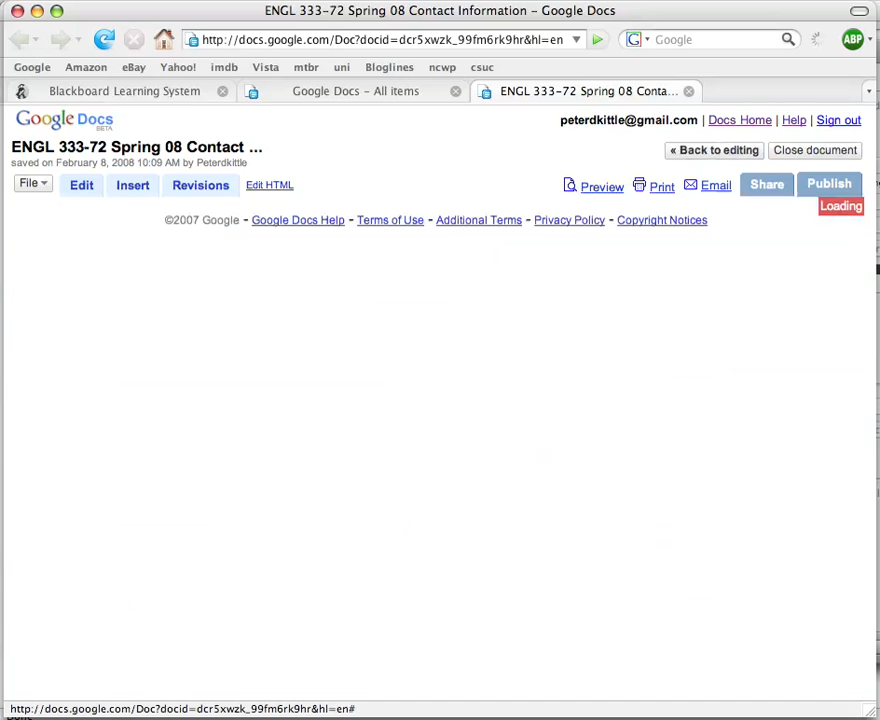 ENGL 333-72 Spring 08 Contact Information – Google Docs
http://docs.google.com/Doc?docid=dcr5xwzk_99fm6rk9hr&hl=en
Google
ABP
Google Amazon eBay Yahoo! imdb Vista mtbr uni Bloglines ncwp csuc
Blackboard Learning System Google Docs – All items ENGL 333-72 Spring 08 Conta...
Google Docs BETA
peterdkittle@gmail.com | Docs Home | Help | Sign out
ENGL 333-72 Spring 08 Contact ...
« Back to editing Close document
saved on February 8, 2008 10:09 AM by Peterdkittle
File Edit Insert Revisions Edit HTML Preview Print Email Share Publish
Loading
©2007 Google - Google Docs Help - Terms of Use - Additional Terms - Privacy Policy - Copyright Notices
http://docs.google.com/Doc?docid=dcr5xwzk_99fm6rk9hr&hl=en#